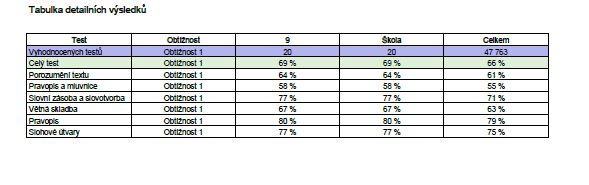 Tabulka detailních výsledků
Test Obtížnost 9 Škola Celkem
Vyhodnocených testů Obtížnost 1 20 20 47 763
Celý test Obtížnost 1 69 % 69 % 66 %
Porozumění textu Obtížnost 1 64 % 64 % 61 %
Pravopis a mluvnice Obtížnost 1 58 % 58 % 55 %
Slovní zásoba a slovotvorba Obtížnost 1 77 % 77 % 71 %
Větná skladba Obtížnost 1 67 % 67 % 63 %
Pravopis Obtížnost 1 80 % 80 % 79 %
Slohové útvary Obtížnost 1 77 % 77 % 75 %